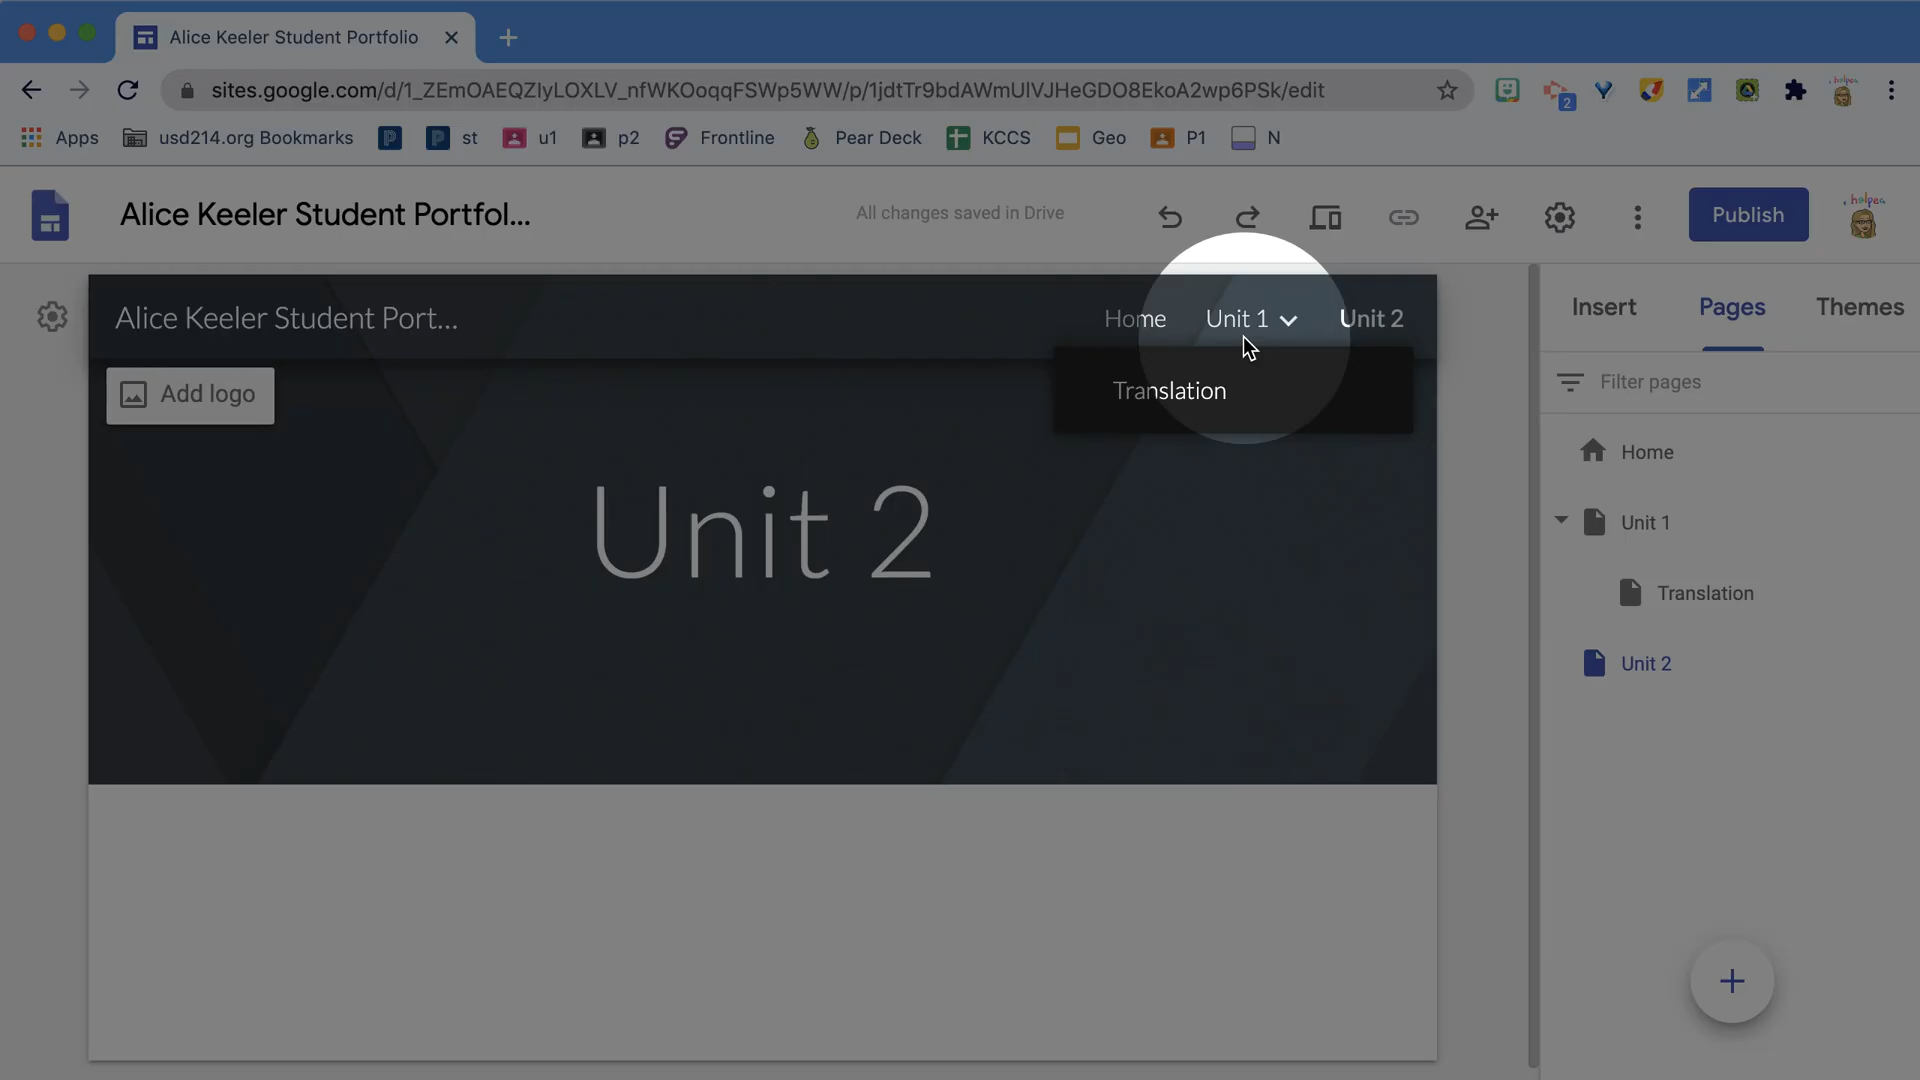 Alice Keeler Student Portfolio
sites.google.com/d/1_ZEmOAEQZIyLOXLV_nfWKOoqqFSWp5WW/p/1jdtTr9bdAWmUlVJHeGDO8EkoA2wp6PSk/edit
2
helpea
Apps usd214.org Bookmarks st u1 p2 Frontline Pear Deck KCCS Geo P1 N
Alice Keeler Student Portfol...
All changes saved in Drive
Publish
helpea
Alice Keeler Student Port...
Home Unit 1 Unit 2
Translation
Add logo
Unit 2
Insert Pages Themes
Filter pages
Home
Unit 1
Translation
Unit 2